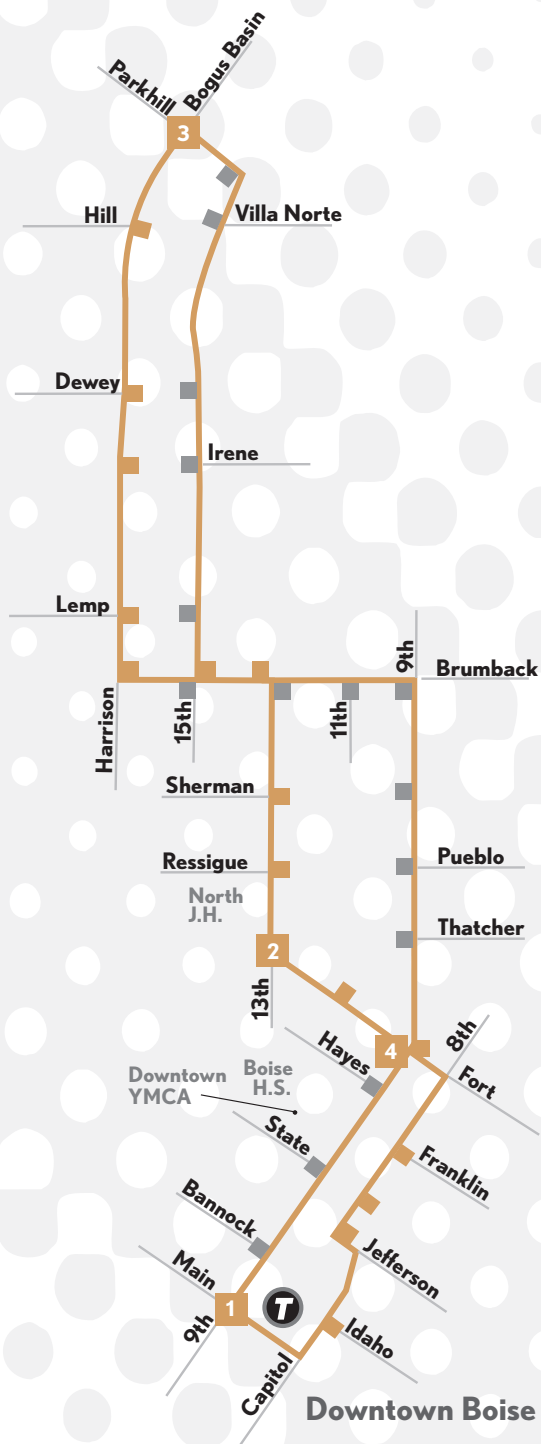 Parkhill
Bogus Basin
3
Hill
Villa Norte
Dewey
Irene
Lemp
9th
Brumback
Harrison
15th
11th
Sherman
Ressigue
Pueblo
North
J.H.
Thatcher
2
13th
8th
Hayes
4
Fort
Downtown
YMCA
Boise
H.S.
State
Franklin
Bannock
Jefferson
Main
1
T
9th
Idaho
Capitol
Downtown Boise